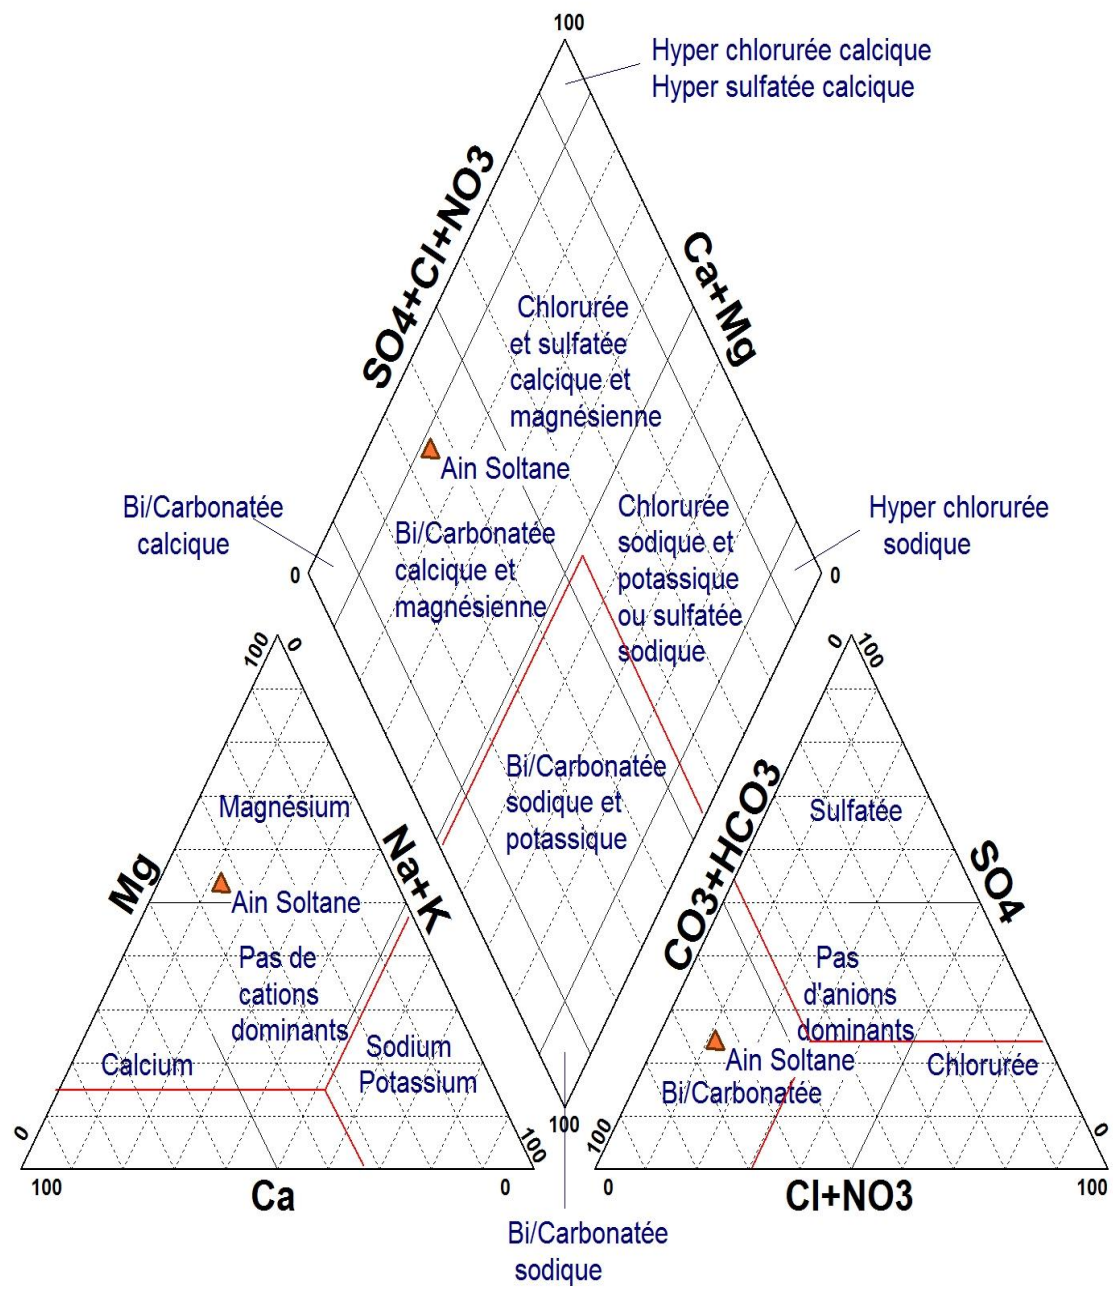 100
Hyper chlorurée calcique
Hyper sulfatée calcique
SO4+Cl+NO3
Ca+Mg
Chlorurée
et sulfatée
calcique et
magnésienne
Ain Soltane
Bi/Carbonatée
calcique
Bi/Carbonatée
calcique et
magnésienne
Chlorurée
sodique et
potassique
ou sulfatée
sodique
Hyper chlorurée
sodique
0
0
100
0
0
100
Bi/Carbonatée
sodique et
potassique
Magnésium
Mg
Na+K
Ain Soltane
Pas de
cations
dominants
Calcium
Sodium
Potassium
CO3+HCO3
Sulfatée
SO4
Pas
d'anions
dominants
Ain Soltane
Bi/Carbonatée
Chlorurée
0
100
100
100
0
100
Ca
0
0
Cl+NO3
100
Bi/Carbonatée
sodique